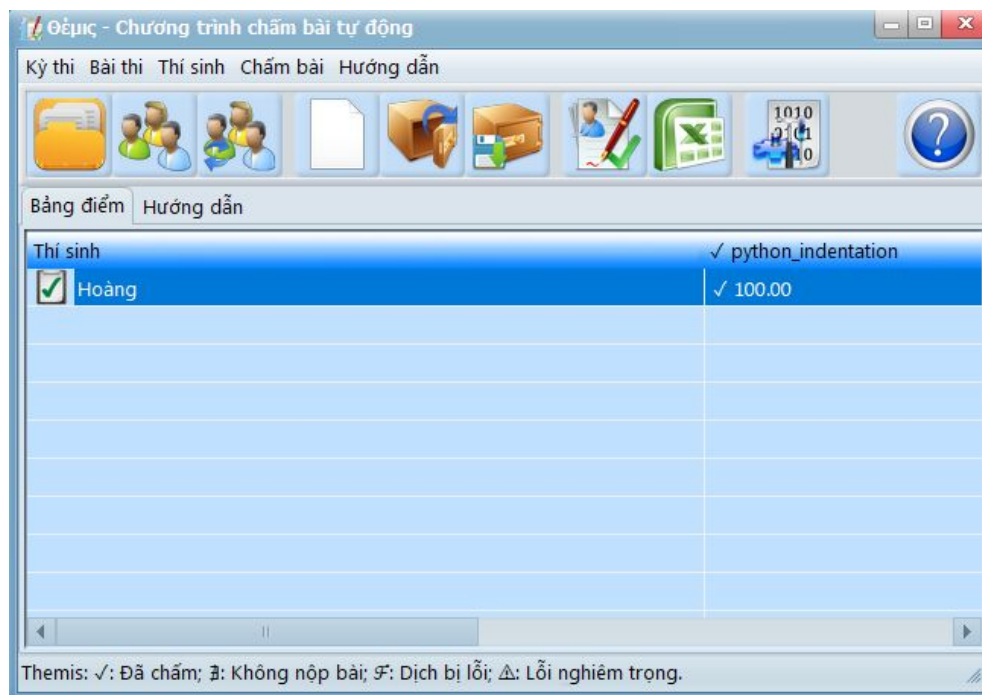 Θέμις - Chương trình chấm bài tự động
Kỳ thi Bài thi Thí sinh Chấm bài Hướng dẫn
1010
0101
10
Bảng điểm Hướng dẫn
Thí sinh ✓ python_indentation
Hoàng ✓ 100.00
Themis: ✓: Đã chấm; ∄: Không nộp bài; ℱ: Dịch bị lỗi; ⚠: Lỗi nghiêm trọng.